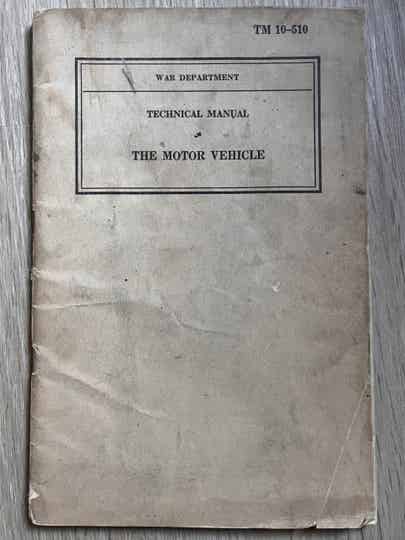 TM 10–510
WAR DEPARTMENT
TECHNICAL MANUAL
THE MOTOR VEHICLE